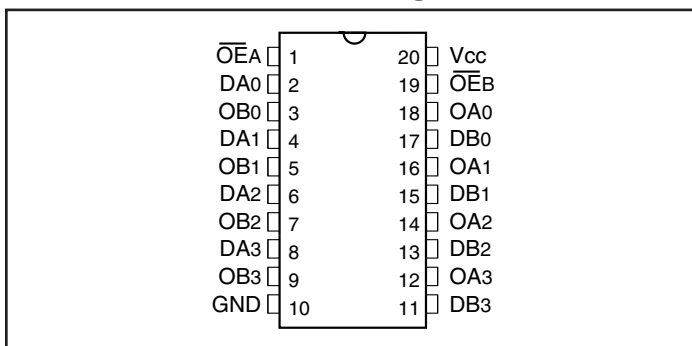 O̅E̅A 1 20 Vcc
DA0 2 19 O̅E̅B
OB0 3 18 OA0
DA1 4 17 DB0
OB1 5 16 OA1
DA2 6 15 DB1
OB2 7 14 OA2
DA3 8 13 DB2
OB3 9 12 OA3
GND 10 11 DB3